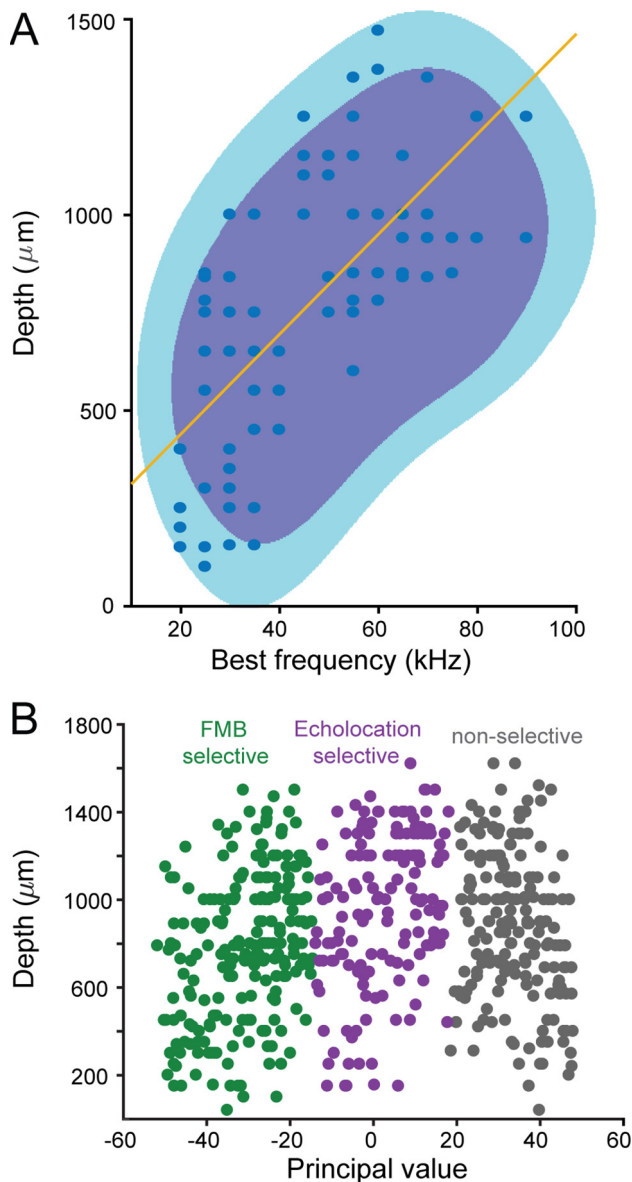 A
1500
1000
500
0
Depth (μm)
20 40 60 80 100
Best frequency (kHz)
B
1800
1400
1000
600
200
Depth (μm)
FMB
selective
Echolocation
selective
non-selective
-60 -40 -20 0 20 40 60
Principal value